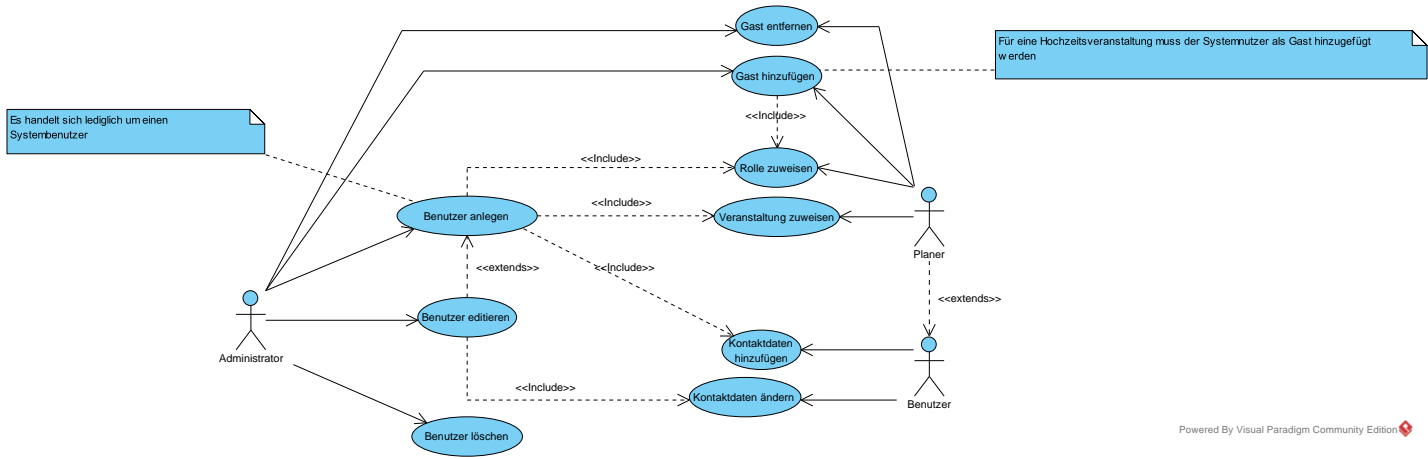 Gast entfernen
Für eine Hochzeitsveranstaltung muss der Systemnutzer als Gast hinzugefügt
werden
Gast hinzufügen
<<Include>>
Es handelt sich lediglich um einen
Systembenutzer
<<Include>>
Rolle zuweisen
<<Include>>
Benutzer anlegen
Veranstaltung zuweisen
Planer
<<extends>>
<<Include>>
<<extends>>
Benutzer editieren
Administrator
Kontaktdaten
hinzufügen
<<Include>>
Kontaktdaten ändern
Benutzer
Benutzer löschen
Powered By Visual Paradigm Community Edition